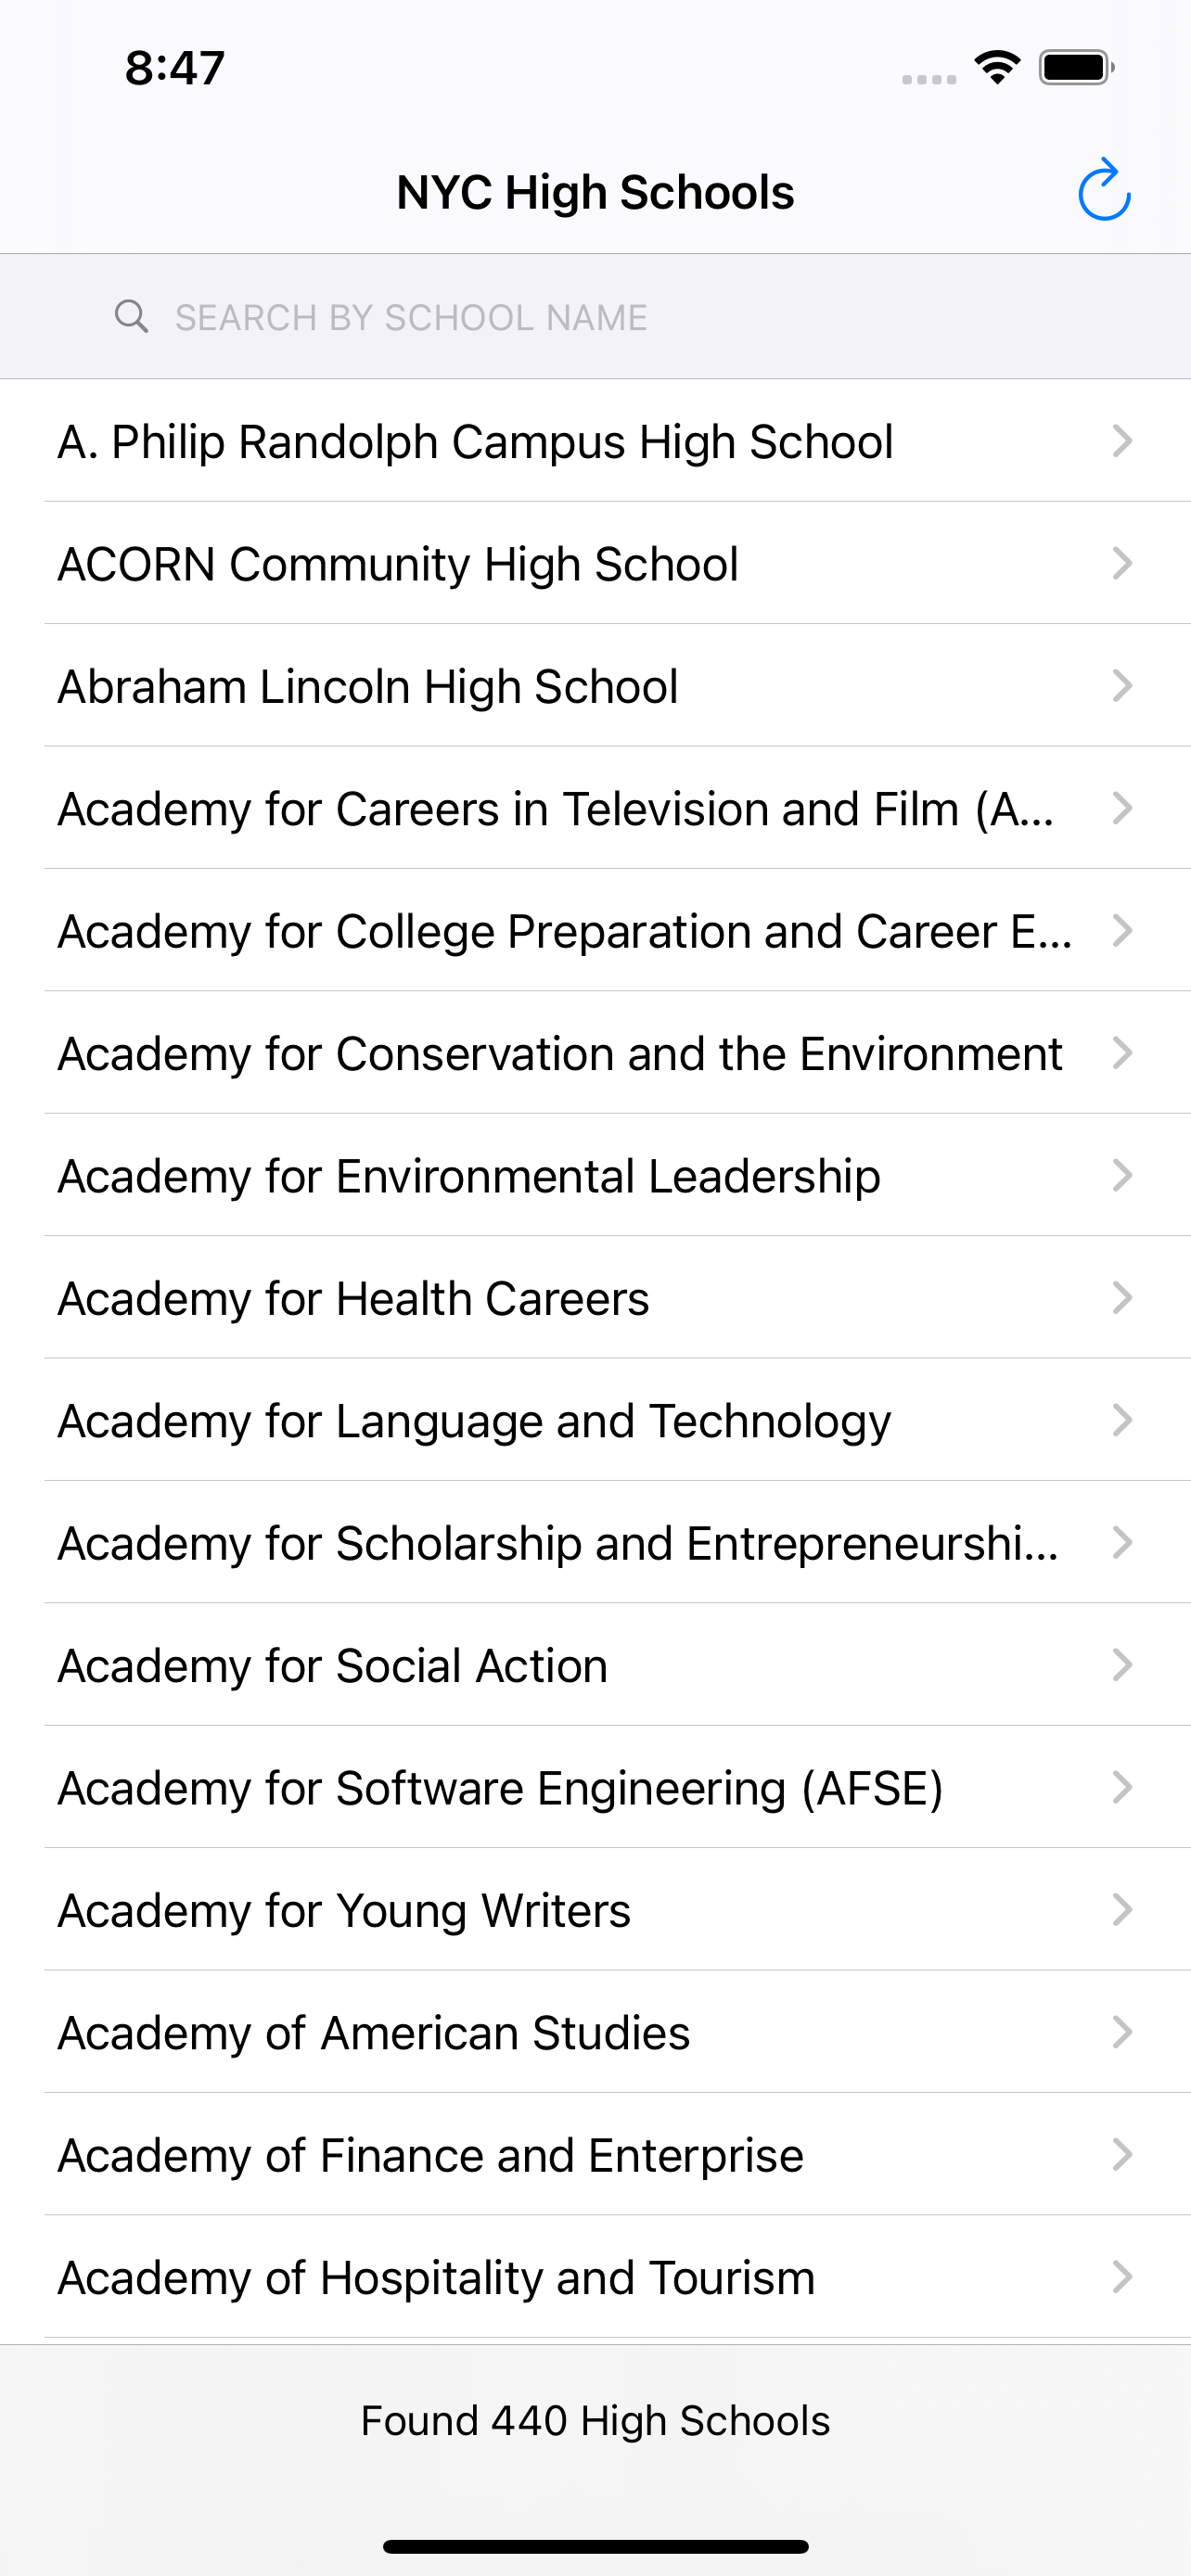 8:47
NYC High Schools
SEARCH BY SCHOOL NAME
A. Philip Randolph Campus High School
ACORN Community High School
Abraham Lincoln High School
Academy for Careers in Television and Film (A...
Academy for College Preparation and Career E...
Academy for Conservation and the Environment
Academy for Environmental Leadership
Academy for Health Careers
Academy for Language and Technology
Academy for Scholarship and Entrepreneurshi...
Academy for Social Action
Academy for Software Engineering (AFSE)
Academy for Young Writers
Academy of American Studies
Academy of Finance and Enterprise
Academy of Hospitality and Tourism
Found 440 High Schools